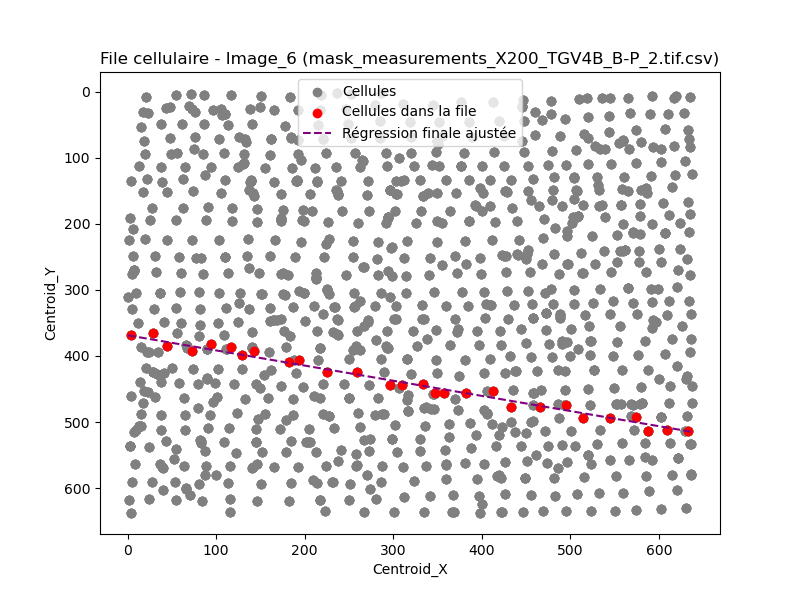 File cellulaire - Image_6 (mask_measurements_X200_TGV4B_B-P_2.tif.csv)
Cellules
Cellules dans la file
Régression finale ajustée
0
100
200
300
400
500
600
Centroid_Y
0 100 200 300 400 500 600
Centroid_X